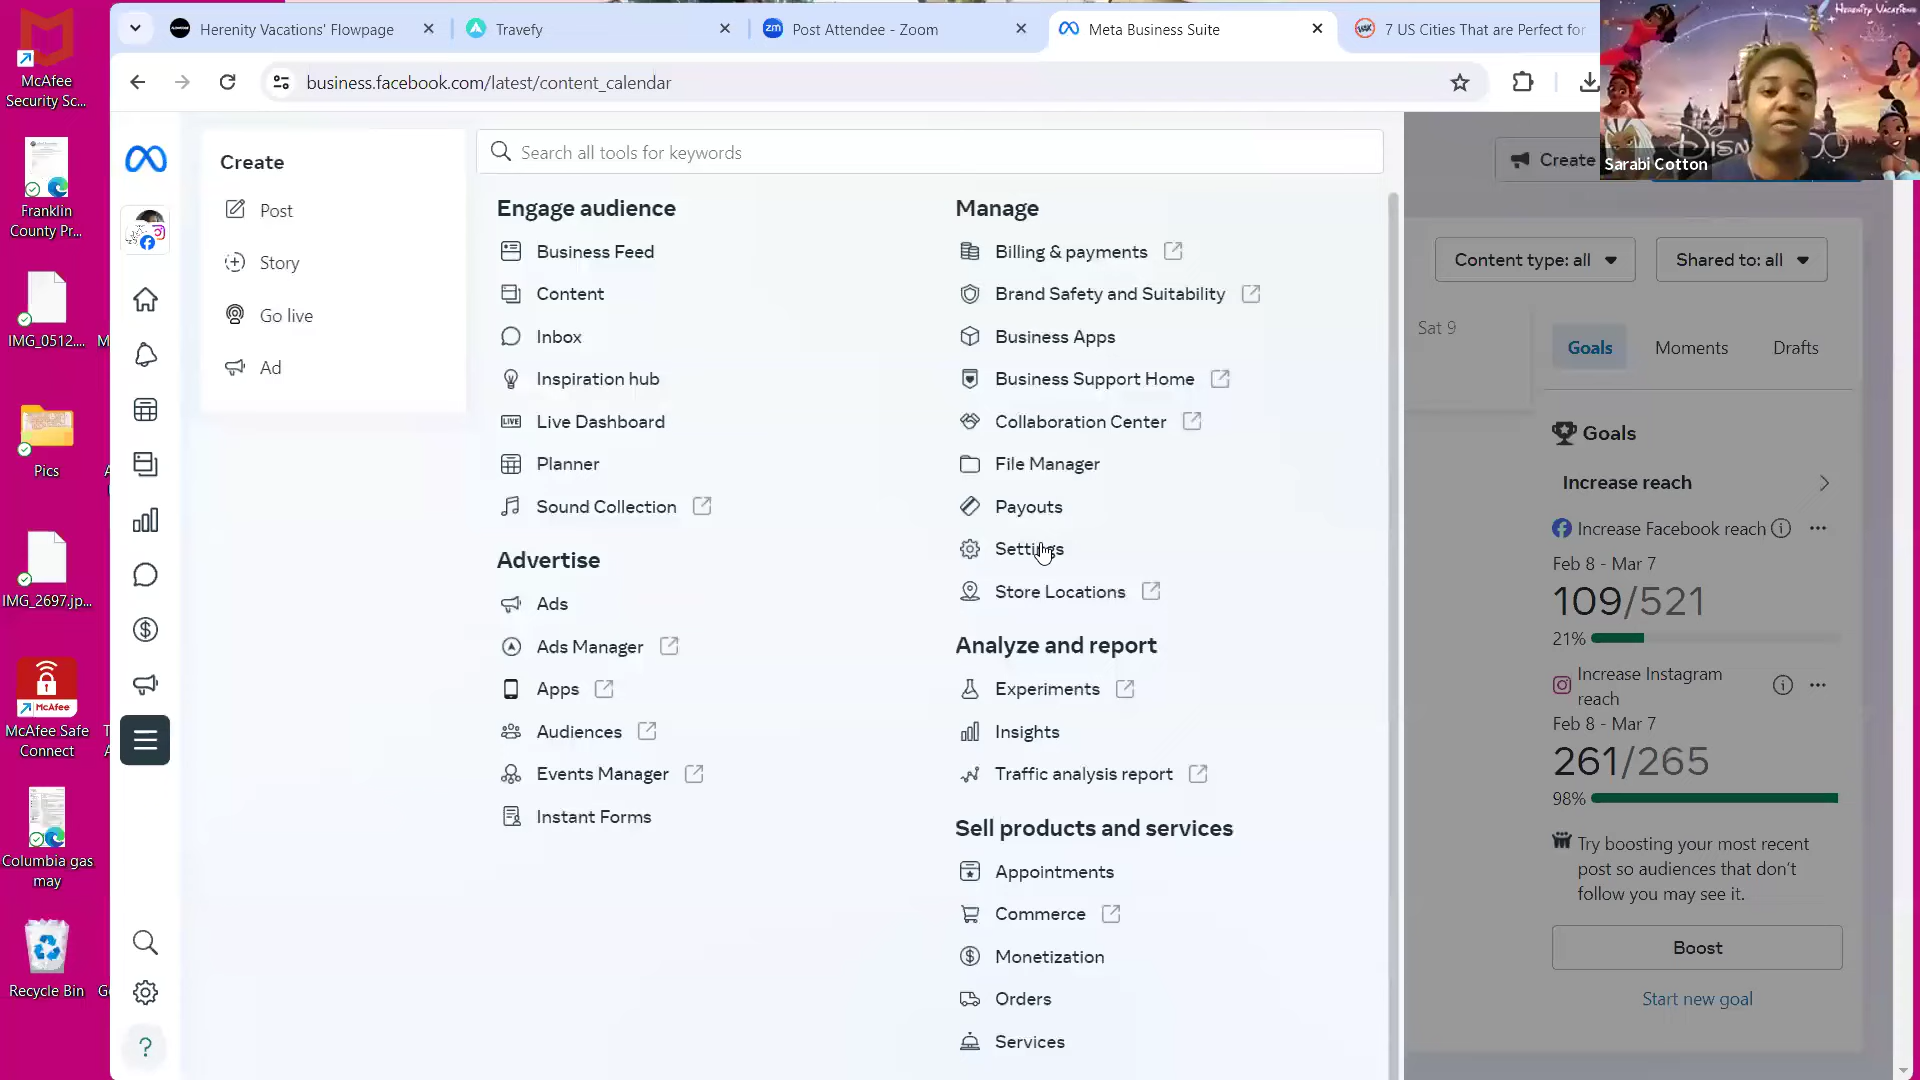 McAfee
Security Sc...
Franklin
County Pr...
IMG_0512....
Pics
IMG_2697.jp...
McAfee
McAfee Safe
Connect
Columbia gas
may
Recycle Bin
Herenity Vacations' Flowpage
Travefy
zm
Post Attendee - Zoom
Meta Business Suite
7 US Cities That are Perfect for
business.facebook.com/latest/content_calendar
Create
Post
Story
Go live
Ad
Search all tools for keywords
Engage audience
Business Feed
Content
Inbox
Inspiration hub
LIVE
Live Dashboard
Planner
Sound Collection
Advertise
Ads
Ads Manager
Apps
Audiences
Events Manager
Instant Forms
Manage
Billing & payments
Brand Safety and Suitability
Business Apps
Business Support Home
Collaboration Center
File Manager
Payouts
Settings
Store Locations
Analyze and report
Experiments
Insights
Traffic analysis report
Sell products and services
Appointments
Commerce
Monetization
Orders
Services
Herenity Vacations
Sarabi Cotton
Create
Content type: all
Shared to: all
Sat 9
Goals
Moments
Drafts
Goals
Increase reach
Increase Facebook reach
Feb 8 - Mar 7
109/521
21%
Increase Instagram
reach
Feb 8 - Mar 7
261/265
98%
Try boosting your most recent
post so audiences that don't
follow you may see it.
Boost
Start new goal